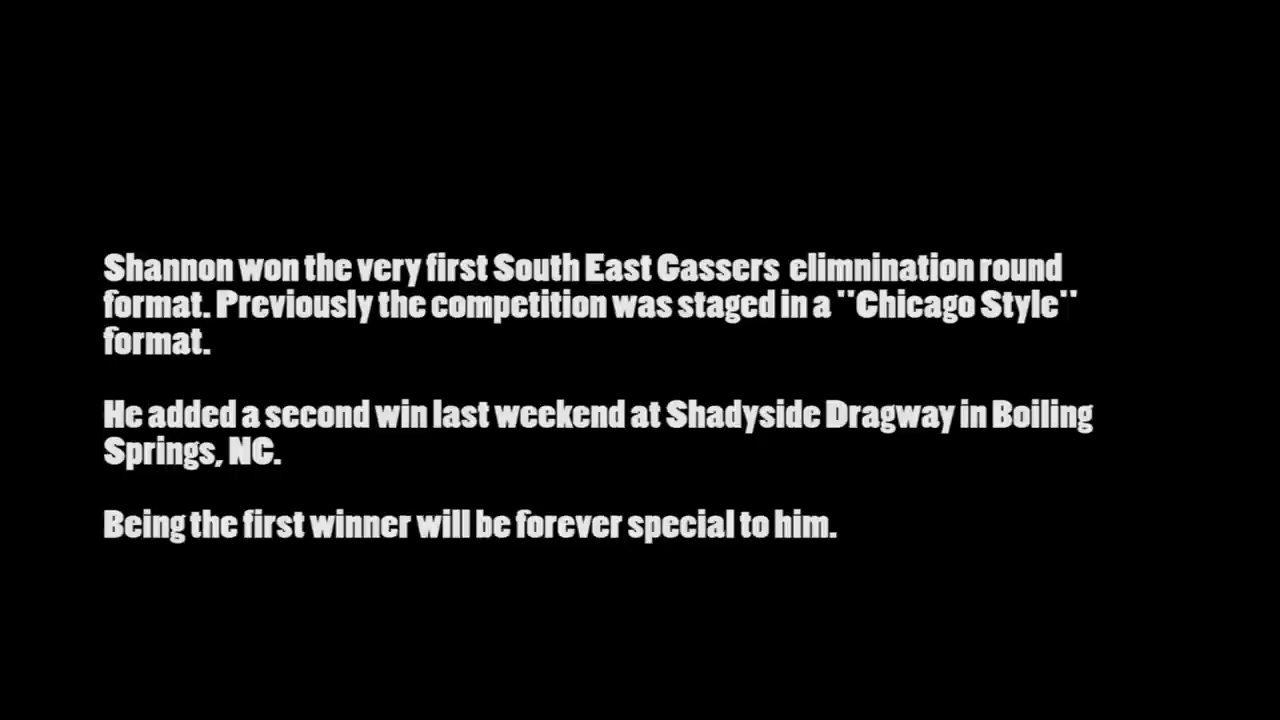 Shannon won the very first South East Gassers elimnination round
format. Previously the competition was staged in a "Chicago Style"
format.
He added a second win last weekend at Shadyside Dragway in Boiling
Springs, NC.
Being the first winner will be forever special to him.